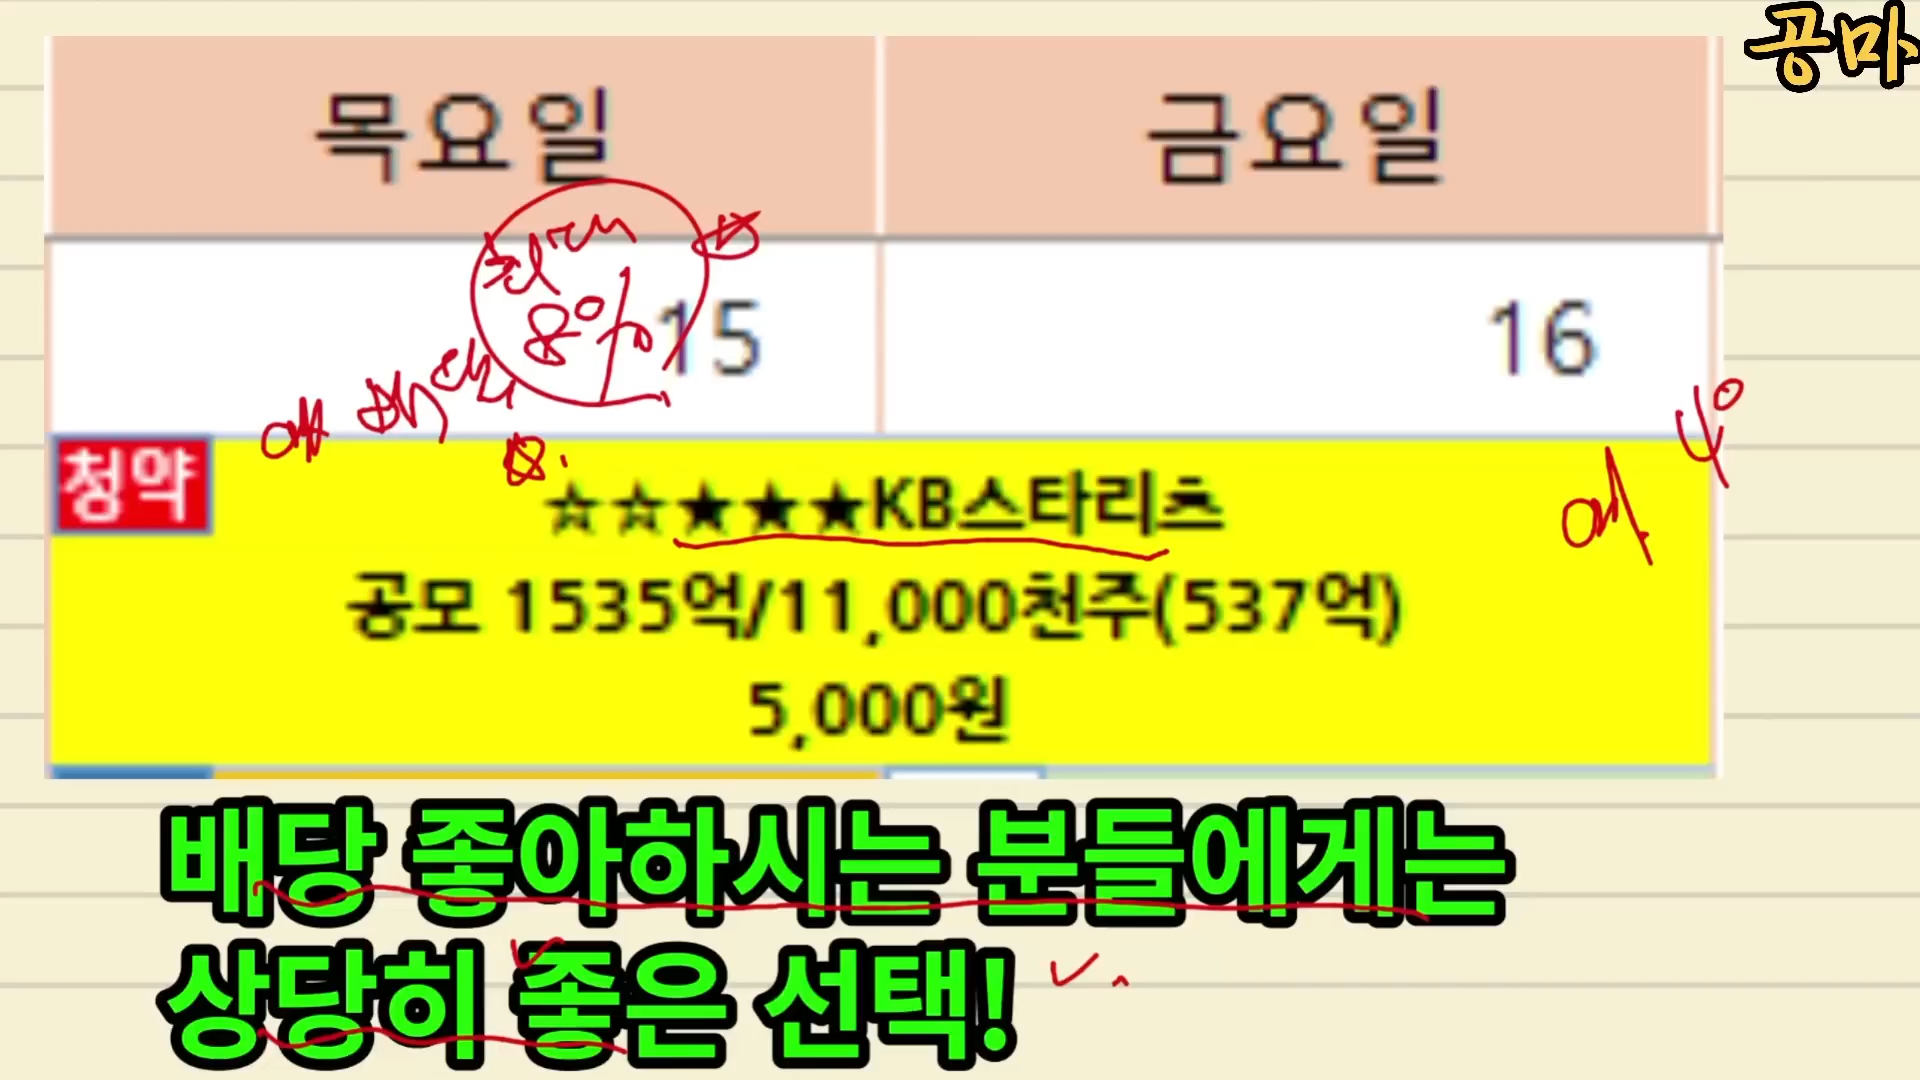 공마
목요일 금요일
8%
15 16
청약
☆☆★★★KB스타리츠
공모 1535억/11,000천주(537억)
5,000원
배당 좋아하시는 분들에게는
상당히 좋은 선택!